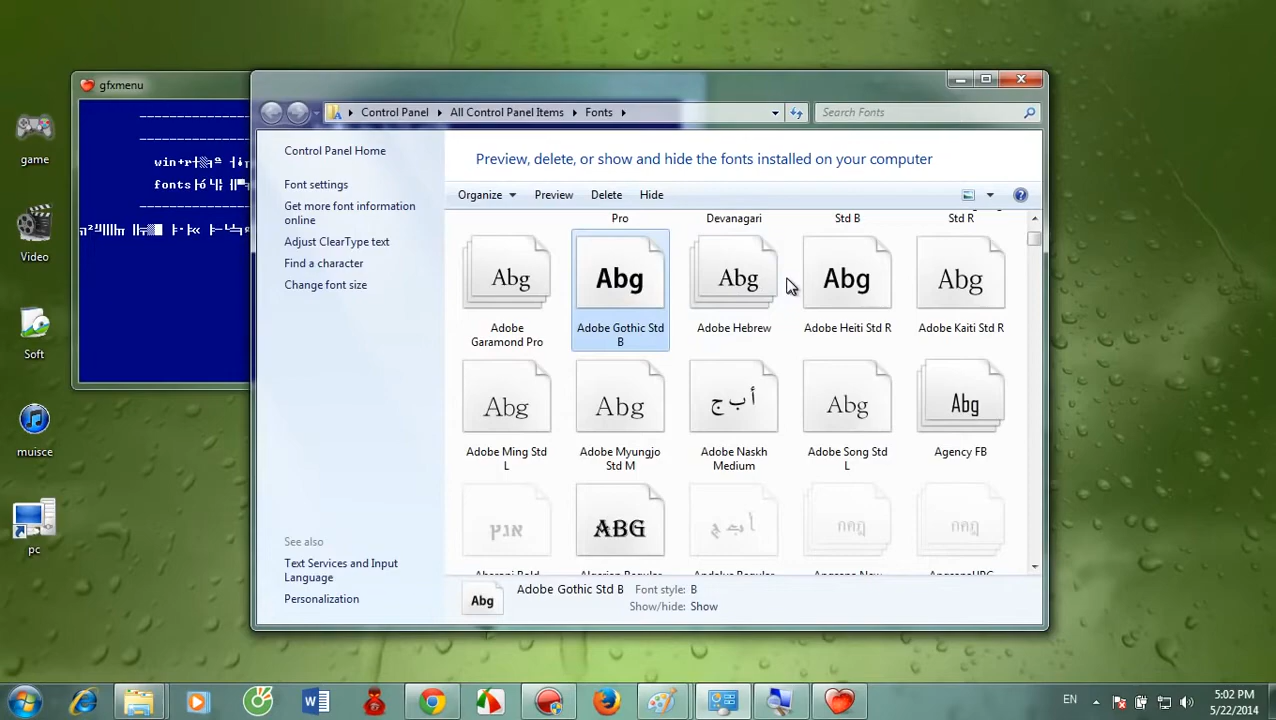 gfxmenu
game
Video
Soft
muisce
pc
Control Panel
All Control Panel Items
Fonts
Search Fonts
Control Panel Home
Font settings
Get more font information
online
Adjust ClearType text
Find a character
Change font size
See also
Text Services and Input
Language
Personalization
Preview, delete, or show and hide the fonts installed on your computer
Organize
Preview
Delete
Hide
Pro
Devanagari
Std B
Std R
Abg
Abg
Abg
Abg
Abg
Adobe
Garamond Pro
Adobe Gothic Std
B
Adobe Hebrew
Adobe Heiti Std R
Adobe Kaiti Std R
Abg
Abg
أب ج
Abg
Abg
Adobe Ming Std
L
Adobe Myungjo
Std M
Adobe Naskh
Medium
Adobe Song Std
L
Agency FB
ABG
Abg
Adobe Gothic Std B
Font style: B
Show/hide: Show
EN
5:02 PM
5/22/2014